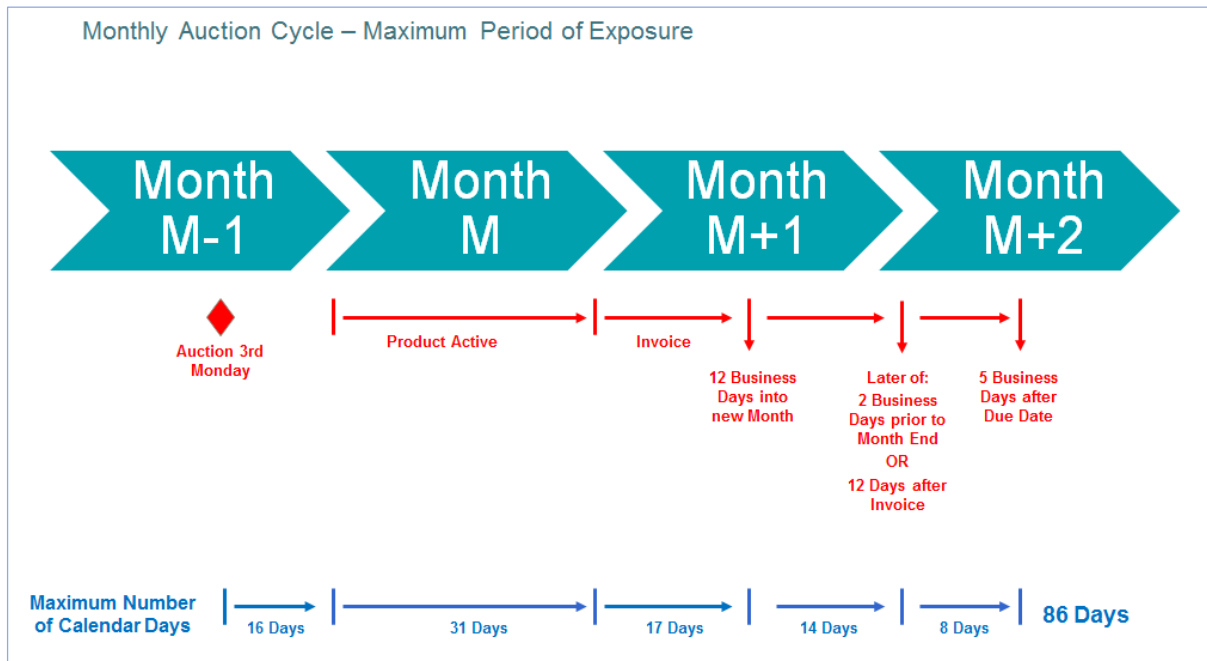 Monthly Auction Cycle – Maximum Period of Exposure
Month
M-1
Month
M
Month
M+1
Month
M+2
Auction 3rd
Monday
Product Active
Invoice
12 Business
Days into
new Month
Later of:
2 Business
Days prior to
Month End
OR
12 Days after
Invoice
5 Business
Days after
Due Date
Maximum Number
of Calendar Days
16 Days
31 Days
17 Days
14 Days
8 Days
86 Days